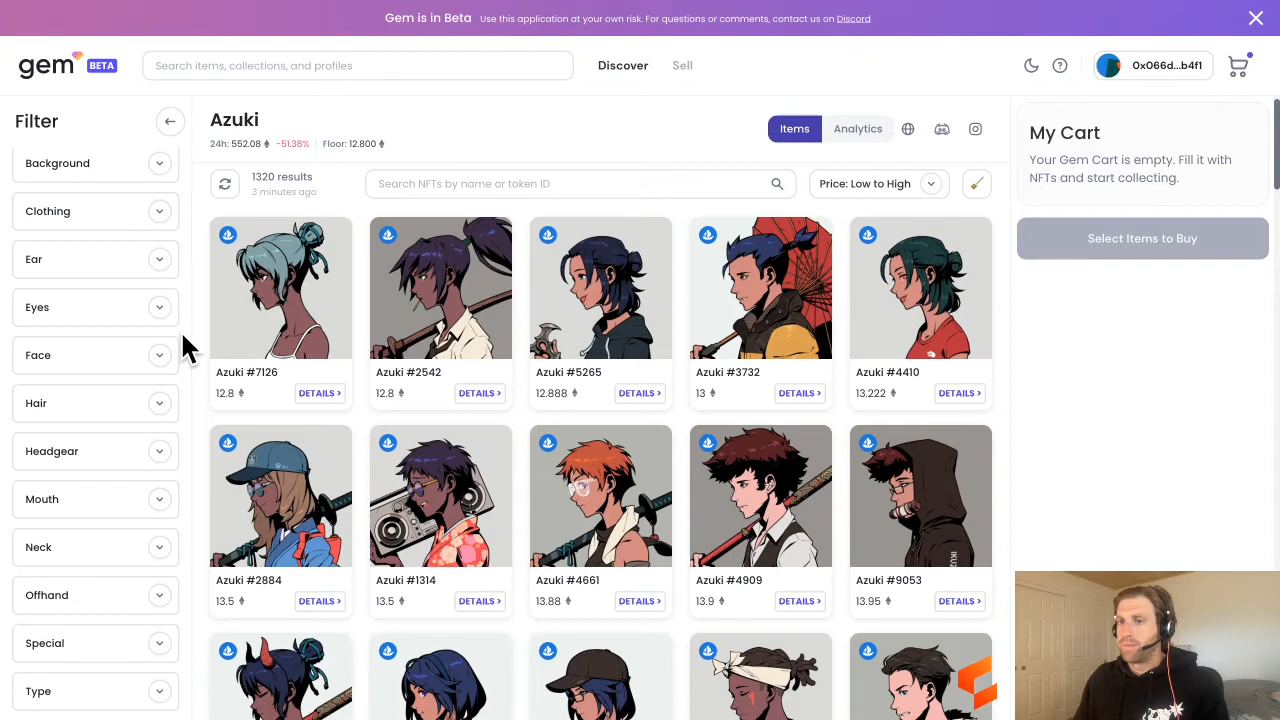 Gem is in Beta Use this application at your own risk. For questions or comments, contact us on Discord
gem BETA
Search items, collections, and profiles
Discover
Sell
0x066d...b4f1
Filter
Background
Clothing
Ear
Eyes
Face
Hair
Headgear
Mouth
Neck
Offhand
Special
Type
Azuki
24h: 552.08 -51.38% Floor: 12.800
Items
Analytics
1320 results
3 minutes ago
Search NFTs by name or token ID
Price: Low to High
Azuki #7126
12.8 DETAILS >
Azuki #2542
12.8 DETAILS >
Azuki #5265
12.888 DETAILS >
Azuki #3732
13 DETAILS >
Azuki #4410
13.222 DETAILS >
Azuki #2884
13.5 DETAILS >
Azuki #1314
13.5 DETAILS >
Azuki #4661
13.88 DETAILS >
Azuki #4909
13.9 DETAILS >
IKUZ
Azuki #9053
13.95 DETAILS >
My Cart
Your Gem Cart is empty. Fill it with
NFTs and start collecting.
Select Items to Buy